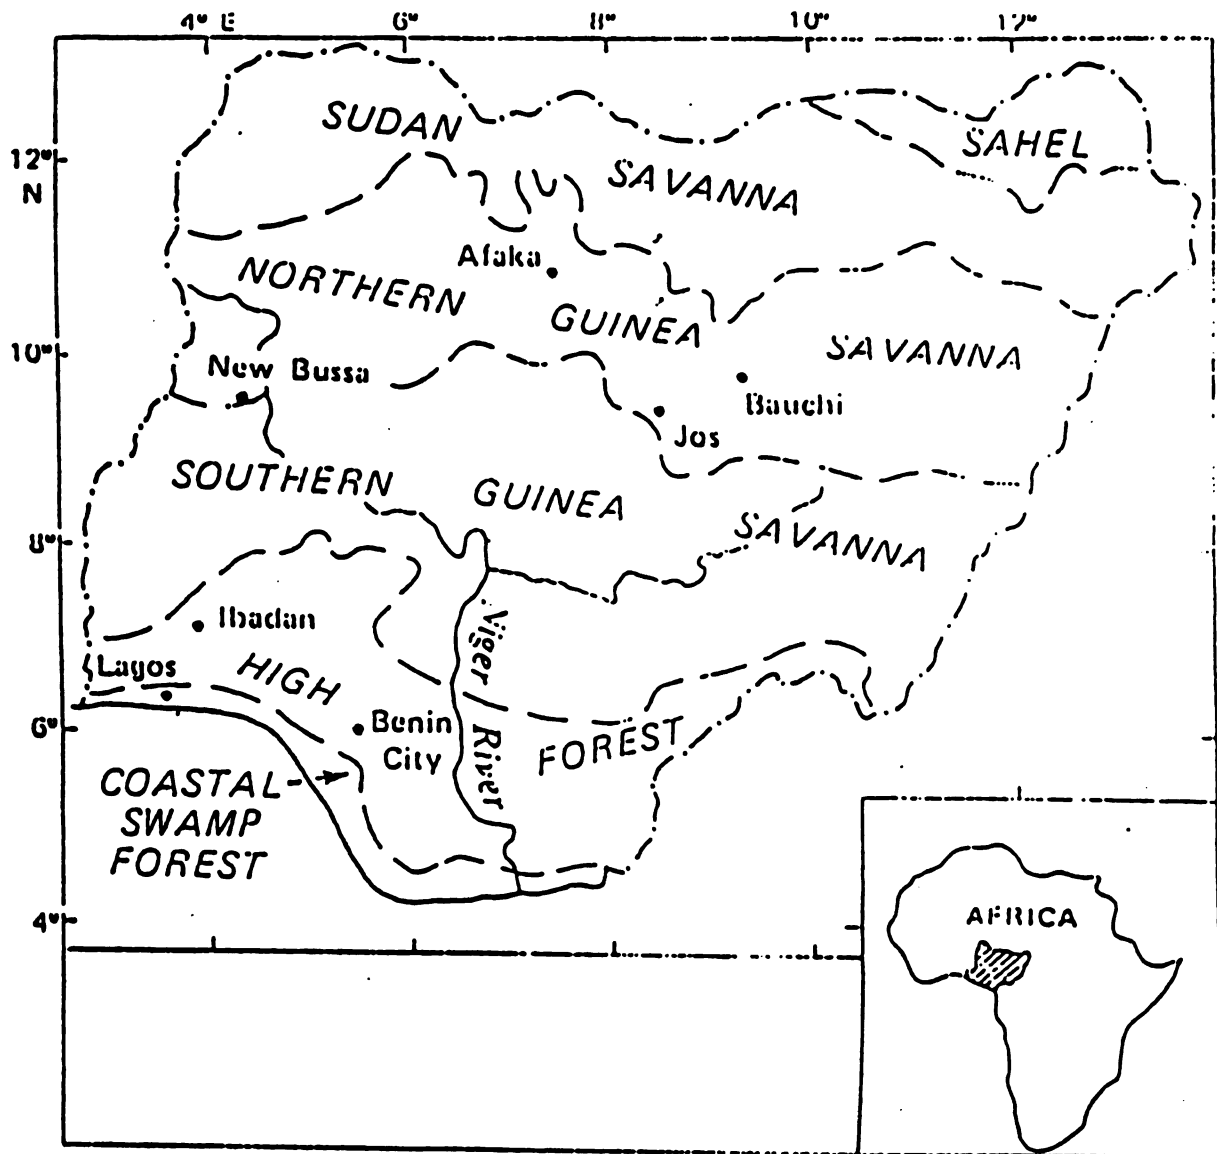 4° E 6° 8° 10° 12°
SUDAN
SAVANNA
SAHEL
12°
N
Afaka
NORTHERN
GUINEA
SAVANNA
10°
New Bussa
Bauchi
Jos
SOUTHERN
GUINEA
SAVANNA
8°
Ibadan
Niger River
Lagos
HIGH
FOREST
6°
Benin
City
COASTAL
SWAMP
FOREST
4°
AFRICA